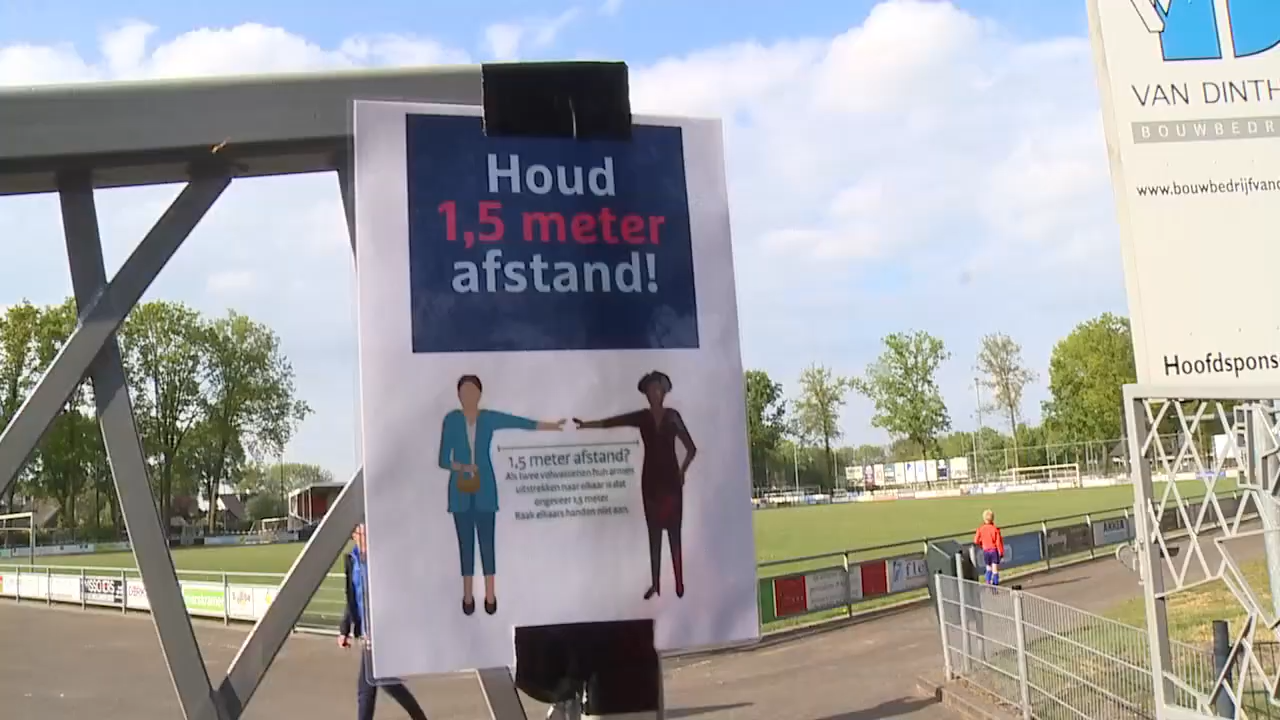 Houd
1,5 meter
afstand!
1,5 meter afstand?
Als twee volwassenen hun armen
uitstrekken naar elkaar is dat
ongeveer 1,5 meter
Raak elkaars handen niet aan.
VAN DINTH
BOUWBEDR
www.bouwbedrijfvand
Hoofdspons